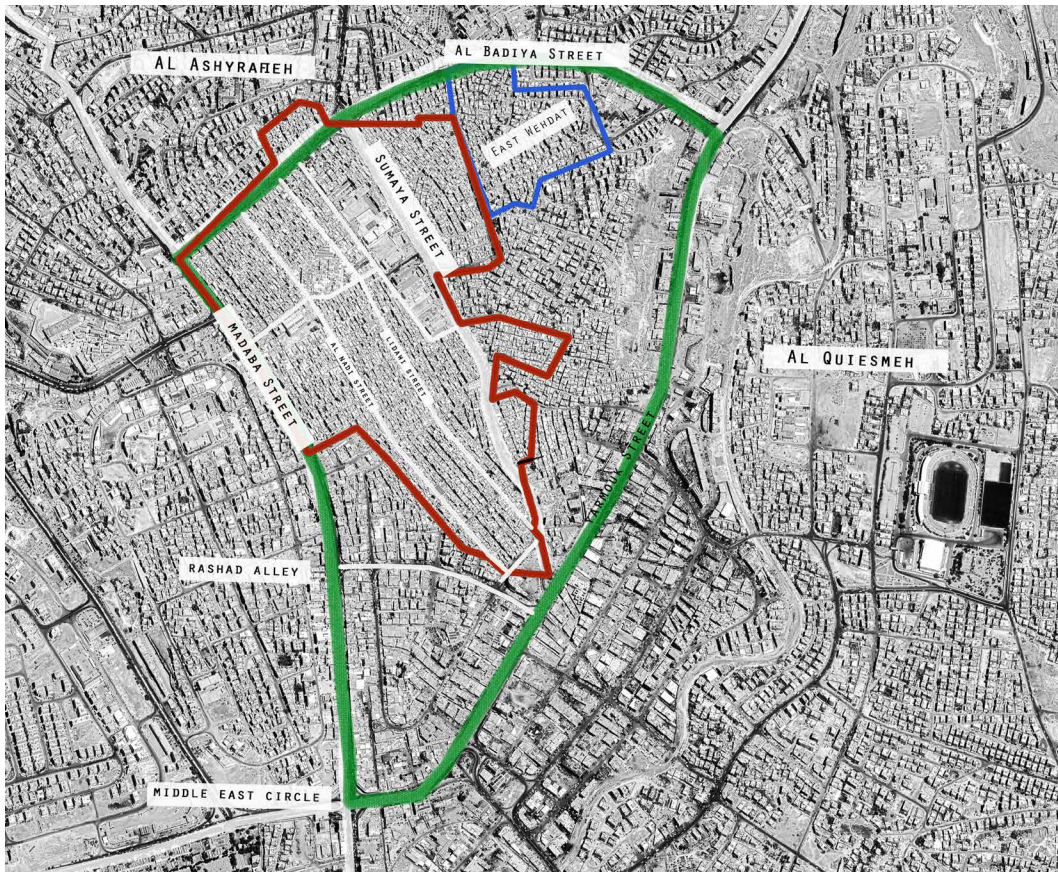 Al Badiya Street
Al Ashyrafieh
East Wehdat
Sumaya Street
Madaba Street
Al Nadi Street
Ledawi Street
Al Quiesmeh
Yarmouk Street
Rashad Alley
Middle East Circle